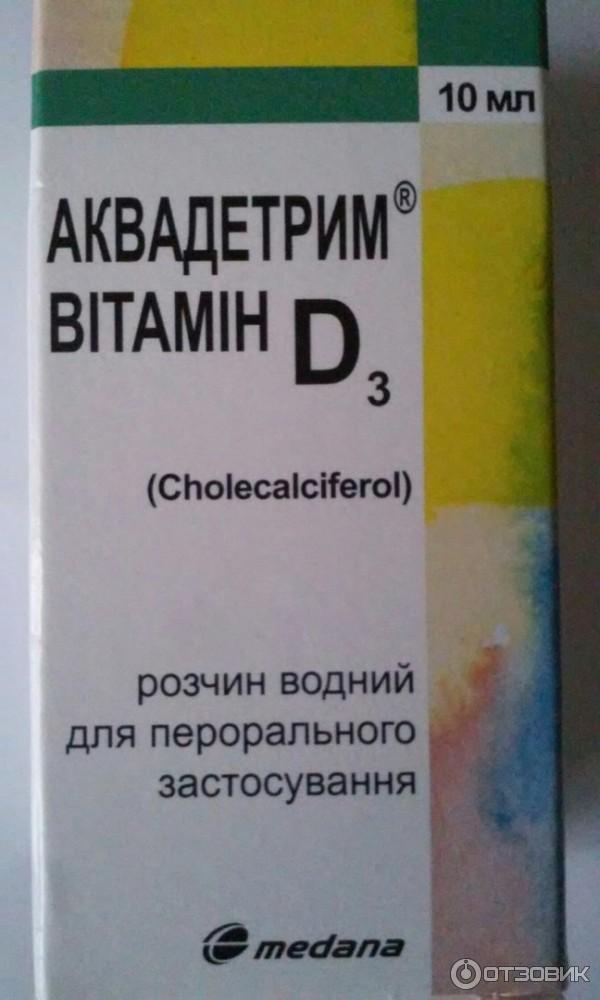 10 мл
АКВАДЕТРИМ®
ВІТАМІН D3
(Cholecalciferol)
розчин водний
для перорального
застосування
medana
ОТЗОВИК